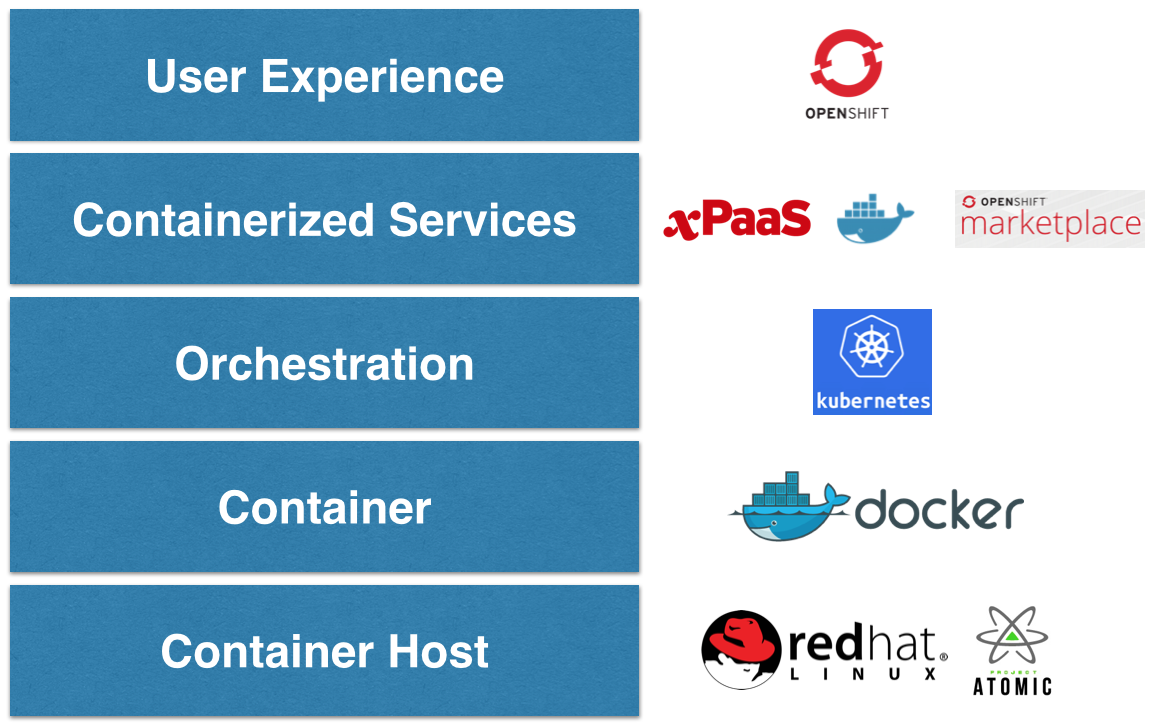 User Experience
OPENSHIFT
Containerized Services
xPaaS
OPENSHIFT
marketplace
Orchestration
kubernetes
Container
docker
Container Host
redhat®
LINUX
PROJECT
ATOMIC